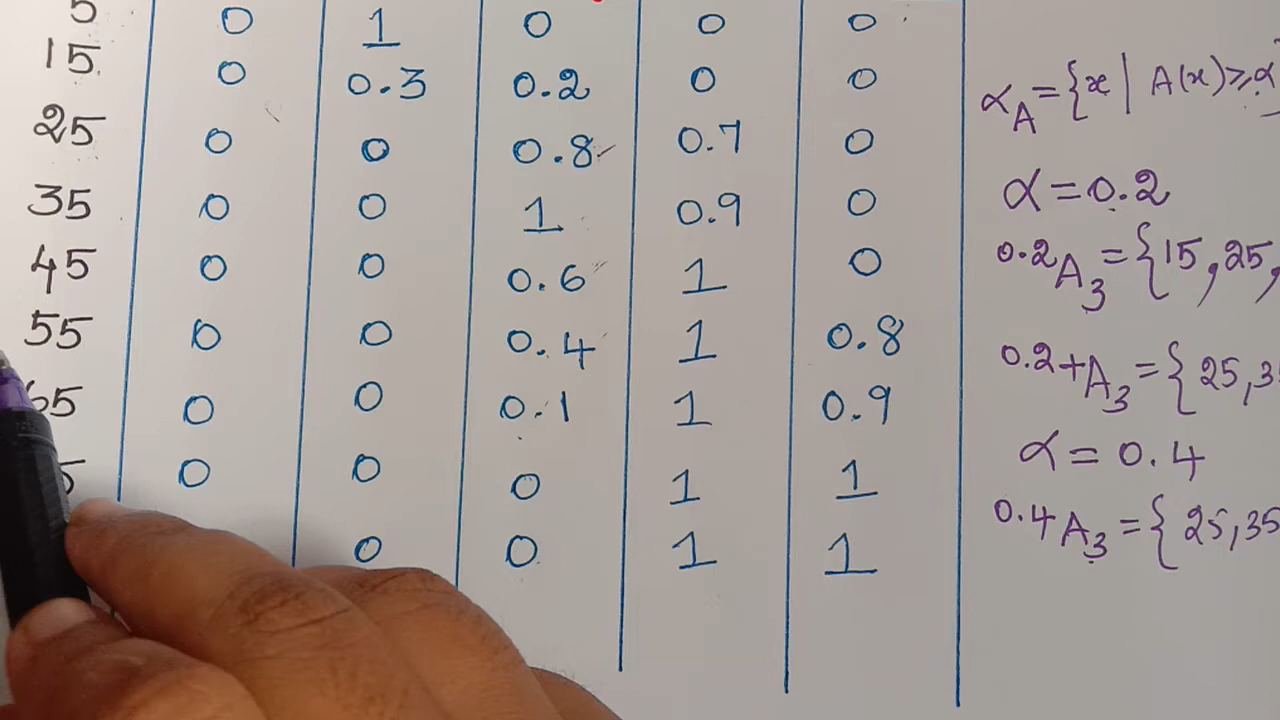 5 0 1 0 0 0
15 0 0.3 0.2 0 0
25 0 0 0.8 0.7 0
35 0 0 1 0.9 0
45 0 0 0.6 1 0
55 0 0 0.4 1 0.8
65 0 0 0.1 1 0.9
5 0 0 0 1 1
0 0 1 1
αA = {x | A(x) ≥ α
α = 0.2
0.2A3 = {15, 25,
0.2+A3 = {25, 3
α = 0.4
0.4A3 = {25, 35